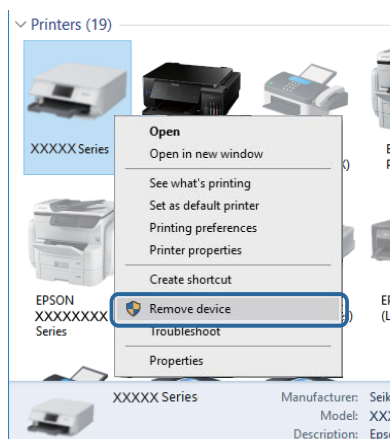 Printers (19)
XXXXX Series
Open
Open in new window
See what's printing
Set as default printer
Printing preferences
Printer properties
Create shortcut
Remove device
Troubleshoot
Properties
EPSON
XXXXXXXX
Series
XXXXX Series
Manufacturer:
Model:
Description: